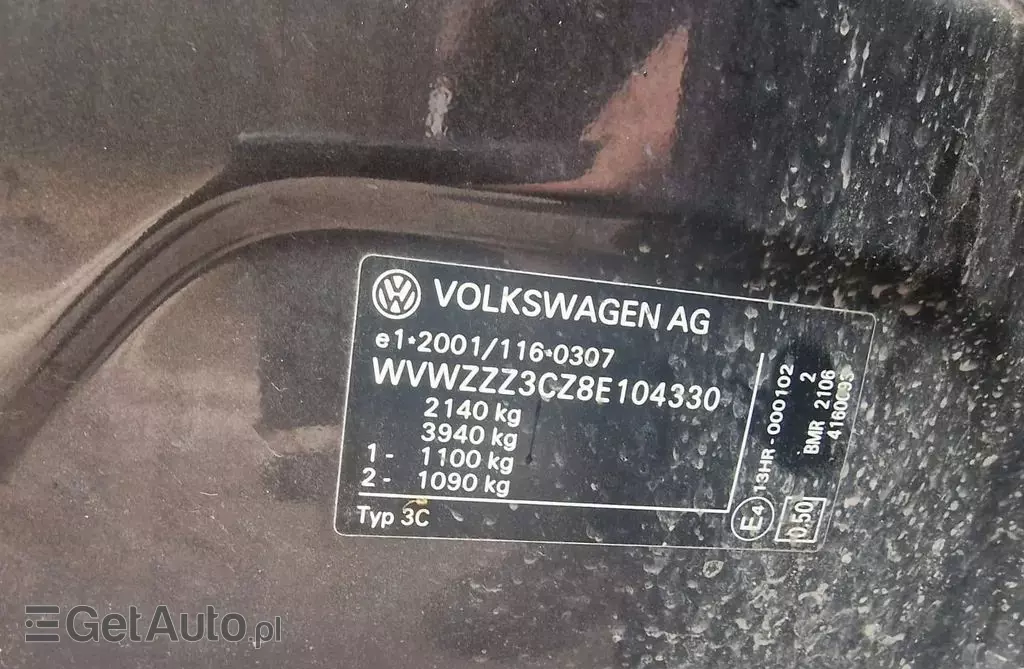 VOLKSWAGEN AG
e1*2001/116*0307
WVWZZZ3CZ8E104330
2140 kg
3940 kg
1 - 1100 kg
2 - 1090 kg
Typ 3C
E4 13HR - 000102
2
BMR 2106
0,50
GetAuto.pl